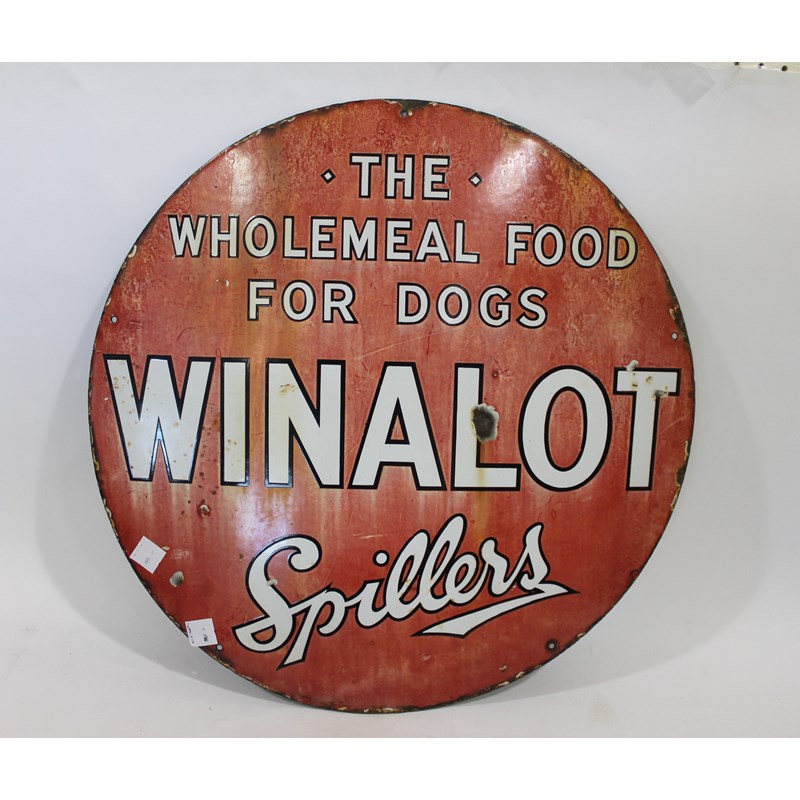 · THE ·
WHOLEMEAL FOOD
FOR DOGS
WINALOT
Spillers